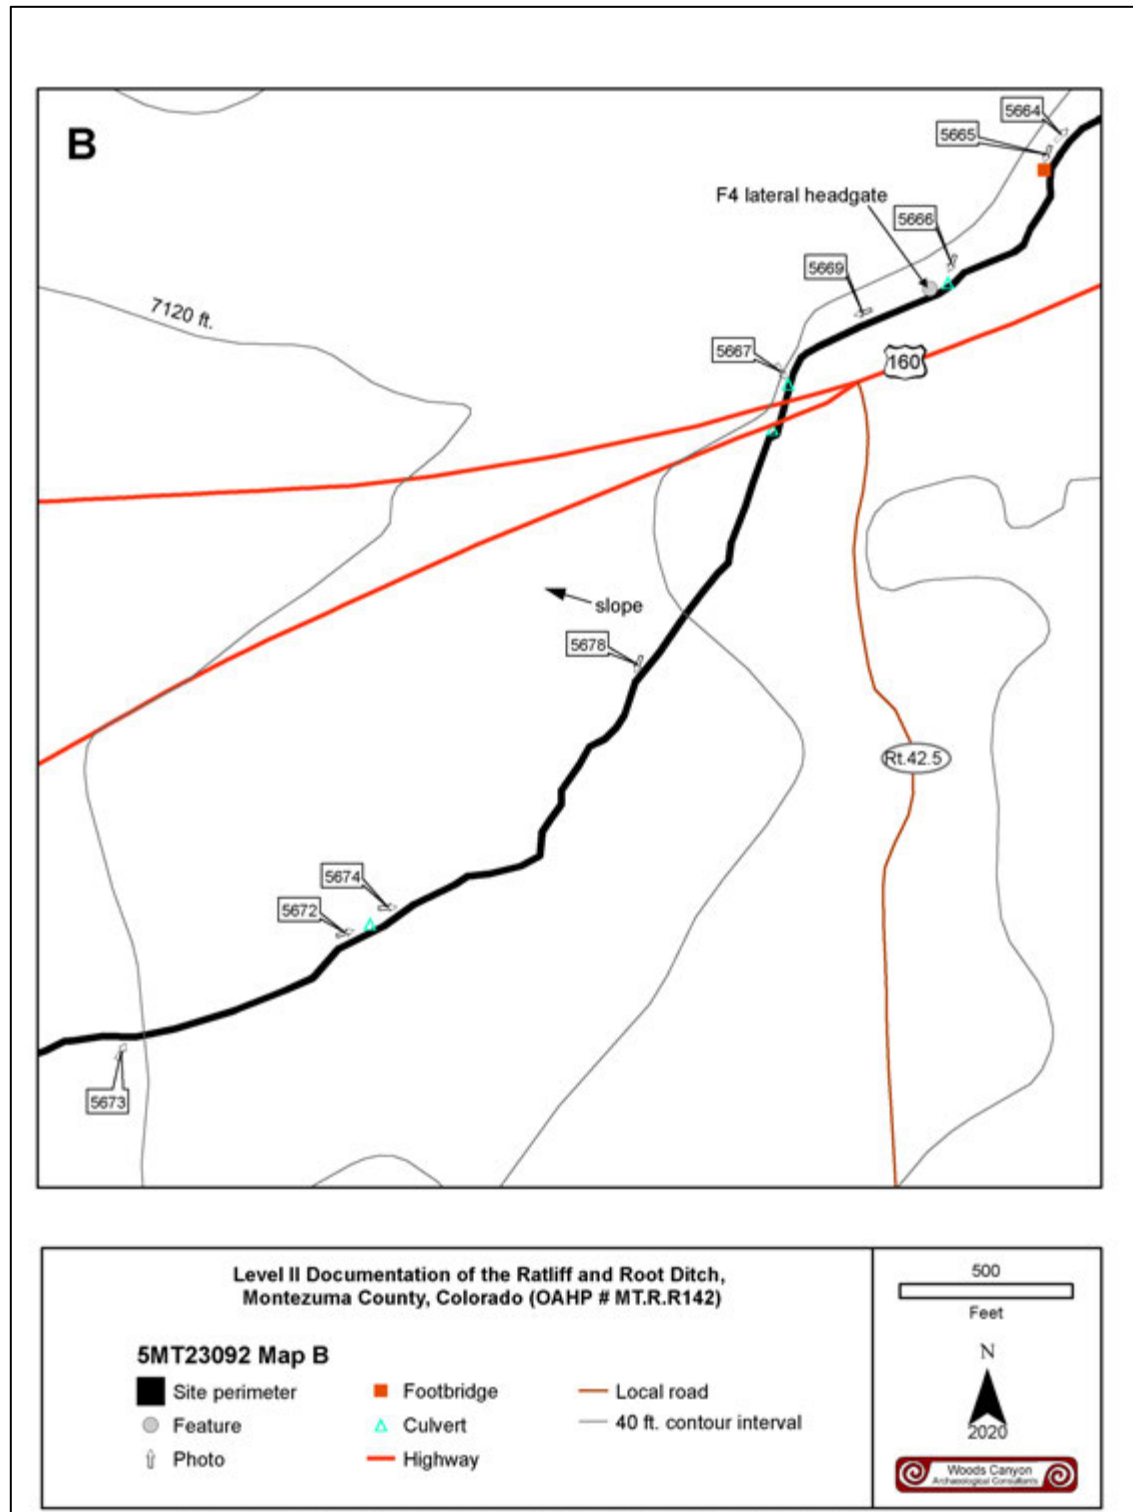 B
5664
5665
F4 lateral headgate
5666
5669
7120 ft.
5667
160
slope
5678
Rt.42.5
5674
5672
5673
Level II Documentation of the Ratliff and Root Ditch,
Montezuma County, Colorado (OAHP # MT.R.R142)
5MT23092 Map B
Site perimeter
Feature
Photo
Footbridge
Culvert
Highway
Local road
40 ft. contour interval
500
Feet
N
2020
Woods Canyon
Archaeological Consultants